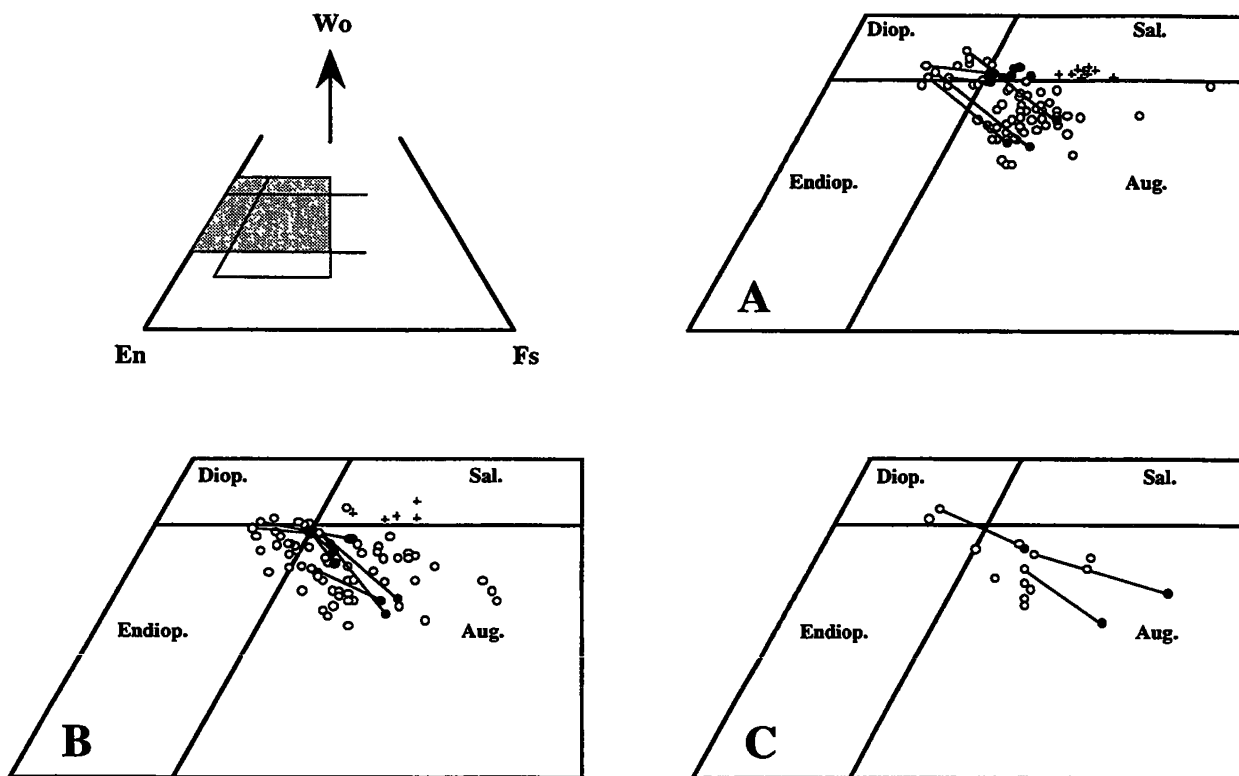 Wo
En
Fs
Diop.
Sal.
Endiop.
Aug.
A
Diop.
Sal.
Endiop.
Aug.
B
Diop.
Sal.
Endiop.
Aug.
C